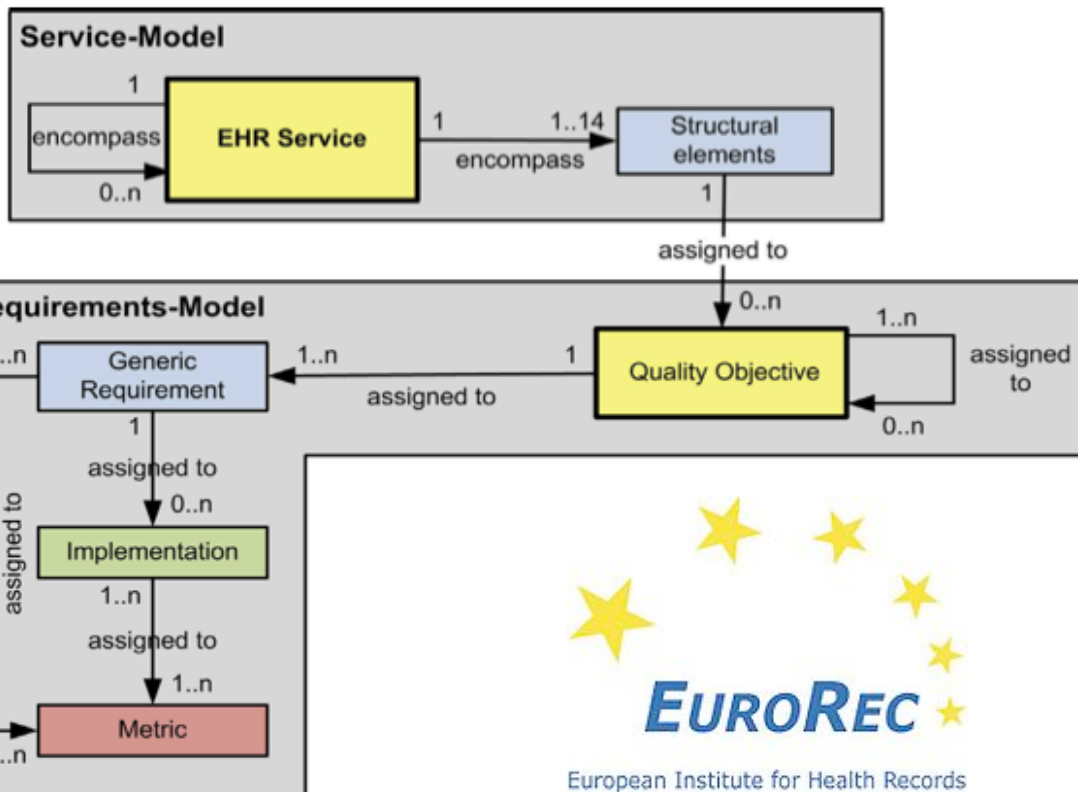 Service-Model
1
encompass
0..n
EHR Service
1
1..14
encompass
Structural
elements
1
assigned to
0..n
equirements-Model
..n
Generic
Requirement
1..n
1
assigned to
Quality Objective
1..n
assigned
to
0..n
1
assigned to
0..n
assigned to
Implementation
1..n
assigned to
1..n
Metric
..n
EUROREC
European Institute for Health Records